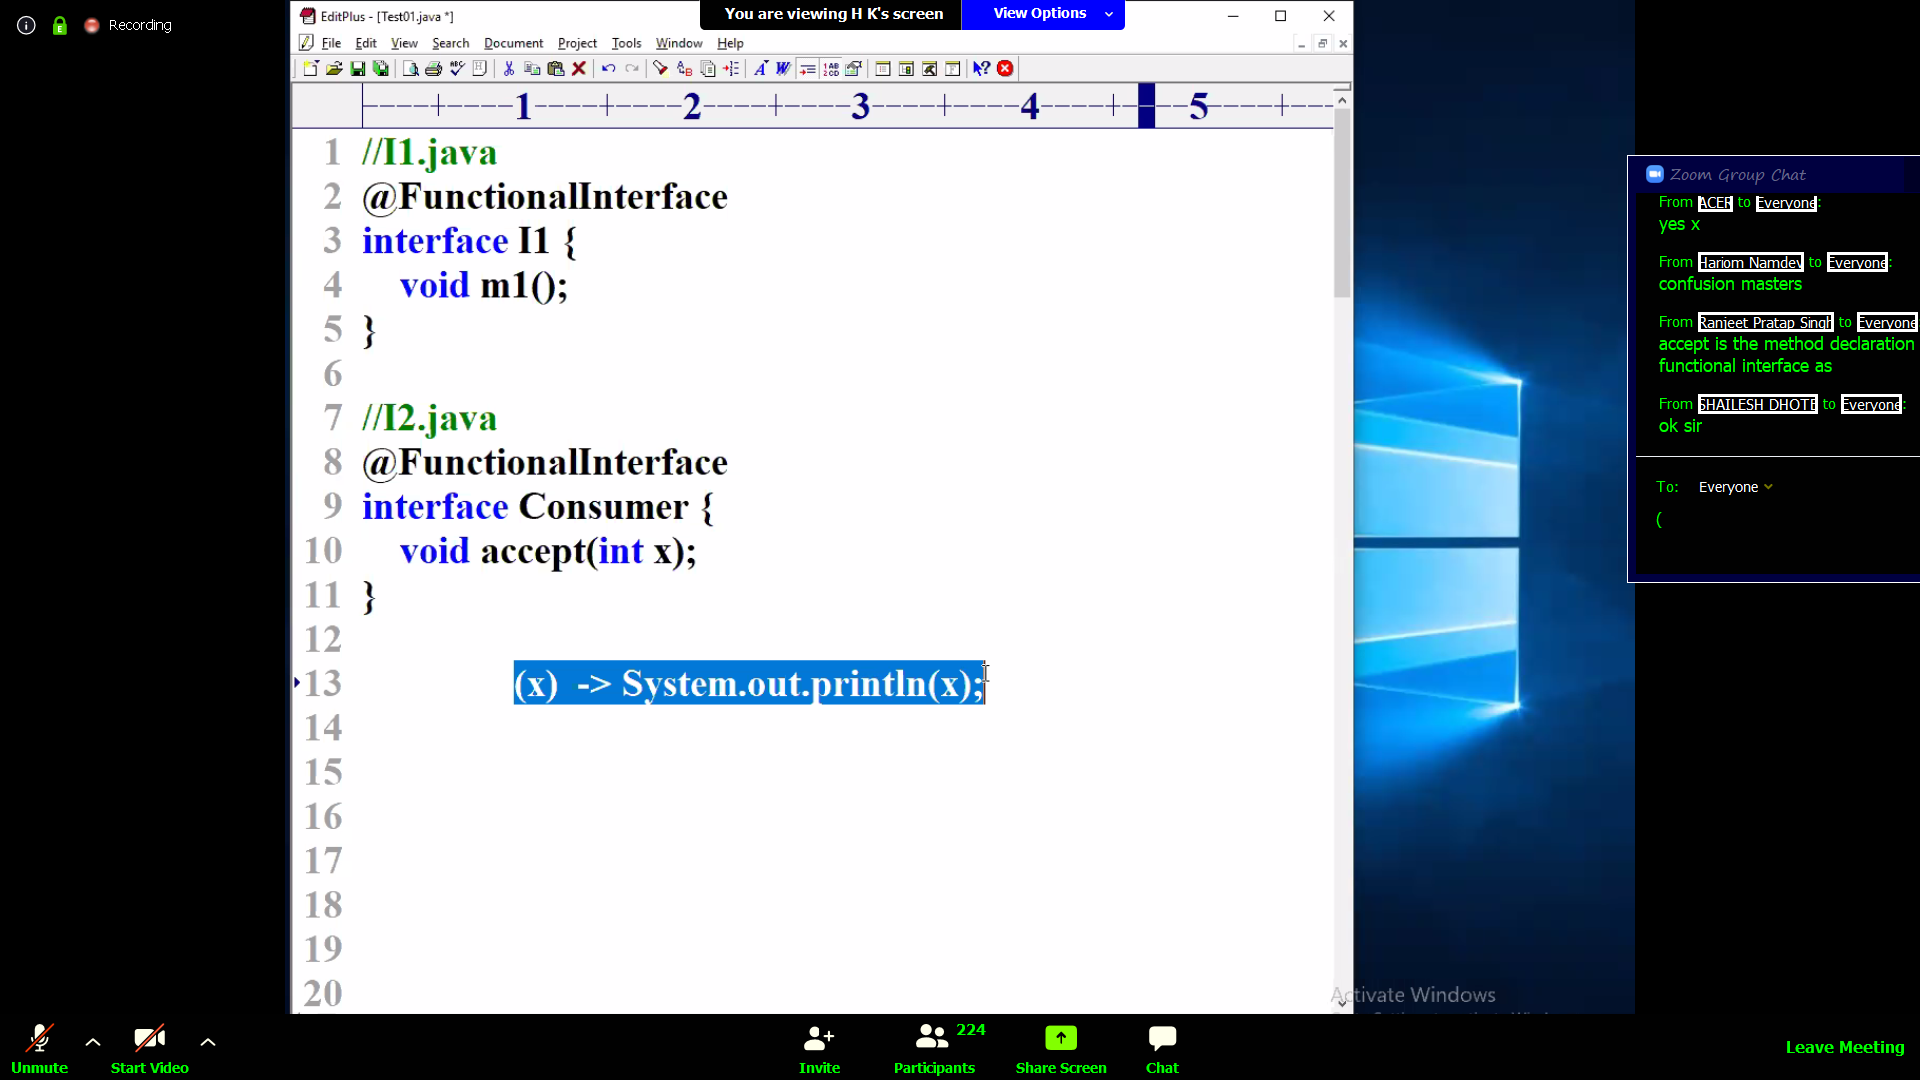 Recording
EditPlus - [Test01.java *]
You are viewing H K's screen
View Options
File Edit View Search Document Project Tools Window Help
1 2 3 4 5
1 //I1.java
2 @FunctionalInterface
3 interface I1 {
4 void m1();
5 }
6
7 //I2.java
8 @FunctionalInterface
9 interface Consumer {
10 void accept(int x);
11 }
12
13 (x) -> System.out.println(x);
14
15
16
17
18
19
20
Zoom Group Chat
From ACER to Everyone:
yes x
From Hariom Namdev to Everyone:
confusion masters
From Ranjeet Pratap Singh to Everyone
accept is the method declaration
functional interface as
From SHAILESH DHOTE to Everyone:
ok sir
To: Everyone
(
Activate Windows
Unmute
Start Video
Invite
Participants 224
Share Screen
Chat
Leave Meeting